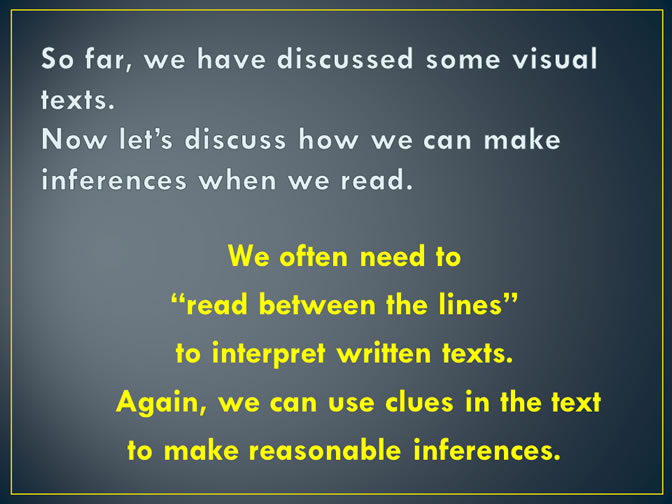 So far, we have discussed some visual
texts.
Now let’s discuss how we can make
inferences when we read.
We often need to
“read between the lines”
to interpret written texts.
Again, we can use clues in the text
to make reasonable inferences.